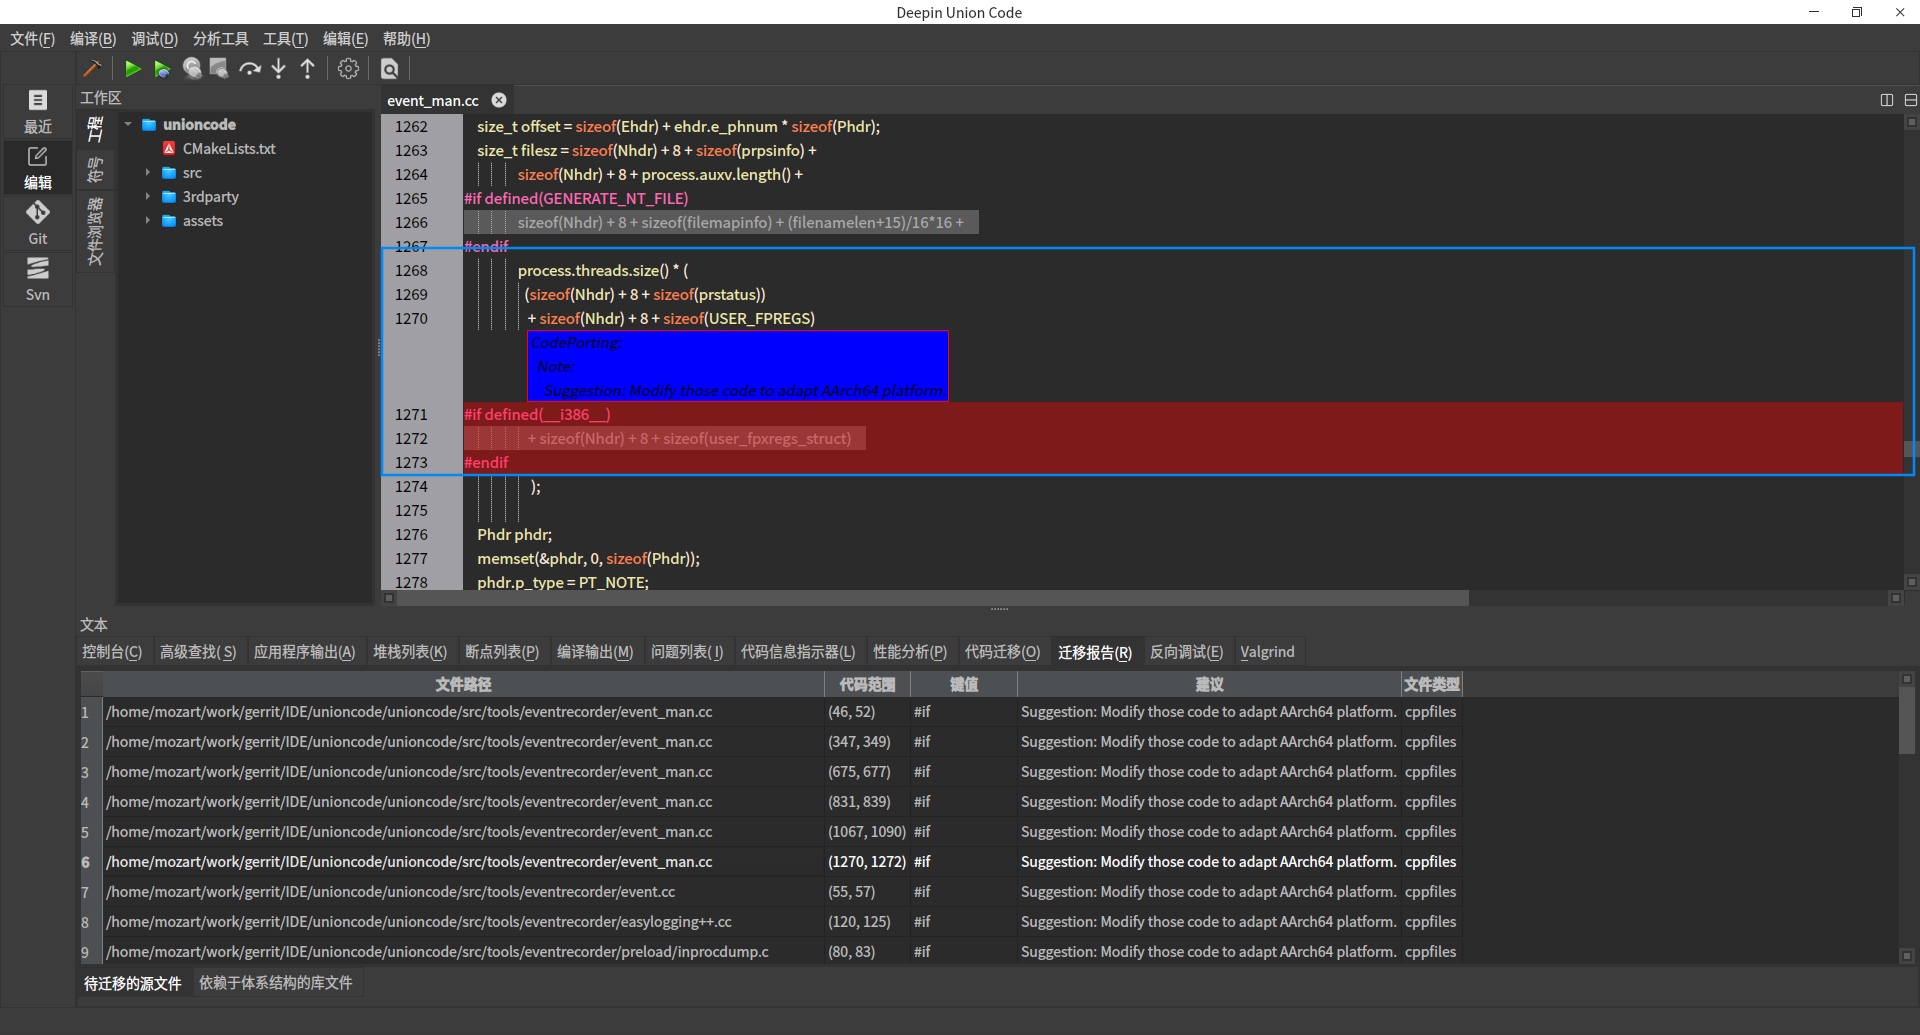 Deepin Union Code
文件(F) 编译(B) 调试(D) 分析工具 工具(T) 编辑(E) 帮助(H)
最近
编辑
Git
Svn
工作区
工程
符号
文件浏览器
unioncode
CMakeLists.txt
src
3rdparty
assets
event_man.cc
1262 size_t offset = sizeof(Ehdr) + ehdr.e_phnum * sizeof(Phdr);
1263 size_t filesz = sizeof(Nhdr) + 8 + sizeof(prpsinfo) +
1264 sizeof(Nhdr) + 8 + process.auxv.length() +
1265 #if defined(GENERATE_NT_FILE)
1266 sizeof(Nhdr) + 8 + sizeof(filemapinfo) + (filenamelen+15)/16*16 +
1267 #endif
1268 process.threads.size() * (
1269 (sizeof(Nhdr) + 8 + sizeof(prstatus))
1270 + sizeof(Nhdr) + 8 + sizeof(USER_FPREGS)
CodePorting:
Note:
Suggestion: Modify those code to adapt AArch64 platform.
1271 #if defined(__i386__)
1272 + sizeof(Nhdr) + 8 + sizeof(user_fpxregs_struct)
1273 #endif
1274 );
1275
1276 Phdr phdr;
1277 memset(&phdr, 0, sizeof(Phdr));
1278 phdr.p_type = PT_NOTE;
文本
控制台(C) 高级查找(S) 应用程序输出(A) 堆栈列表(K) 断点列表(P) 编译输出(M) 问题列表(I) 代码信息指示器(L) 性能分析(P) 代码迁移(O) 迁移报告(R) 反向调试(E) Valgrind
文件路径 代码范围 键值 建议 文件类型
1 /home/mozart/work/gerrit/IDE/unioncode/unioncode/src/tools/eventrecorder/event_man.cc (46, 52) #if Suggestion: Modify those code to adapt AArch64 platform. cppfiles
2 /home/mozart/work/gerrit/IDE/unioncode/unioncode/src/tools/eventrecorder/event_man.cc (347, 349) #if Suggestion: Modify those code to adapt AArch64 platform. cppfiles
3 /home/mozart/work/gerrit/IDE/unioncode/unioncode/src/tools/eventrecorder/event_man.cc (675, 677) #if Suggestion: Modify those code to adapt AArch64 platform. cppfiles
4 /home/mozart/work/gerrit/IDE/unioncode/unioncode/src/tools/eventrecorder/event_man.cc (831, 839) #if Suggestion: Modify those code to adapt AArch64 platform. cppfiles
5 /home/mozart/work/gerrit/IDE/unioncode/unioncode/src/tools/eventrecorder/event_man.cc (1067, 1090) #if Suggestion: Modify those code to adapt AArch64 platform. cppfiles
6 /home/mozart/work/gerrit/IDE/unioncode/unioncode/src/tools/eventrecorder/event_man.cc (1270, 1272) #if Suggestion: Modify those code to adapt AArch64 platform. cppfiles
7 /home/mozart/work/gerrit/IDE/unioncode/unioncode/src/tools/eventrecorder/event.cc (55, 57) #if Suggestion: Modify those code to adapt AArch64 platform. cppfiles
8 /home/mozart/work/gerrit/IDE/unioncode/unioncode/src/tools/eventrecorder/easylogging++.cc (120, 125) #if Suggestion: Modify those code to adapt AArch64 platform. cppfiles
9 /home/mozart/work/gerrit/IDE/unioncode/unioncode/src/tools/eventrecorder/preload/inprocdump.c (80, 83) #if Suggestion: Modify those code to adapt AArch64 platform. cppfiles
待迁移的源文件 依赖于体系结构的库文件